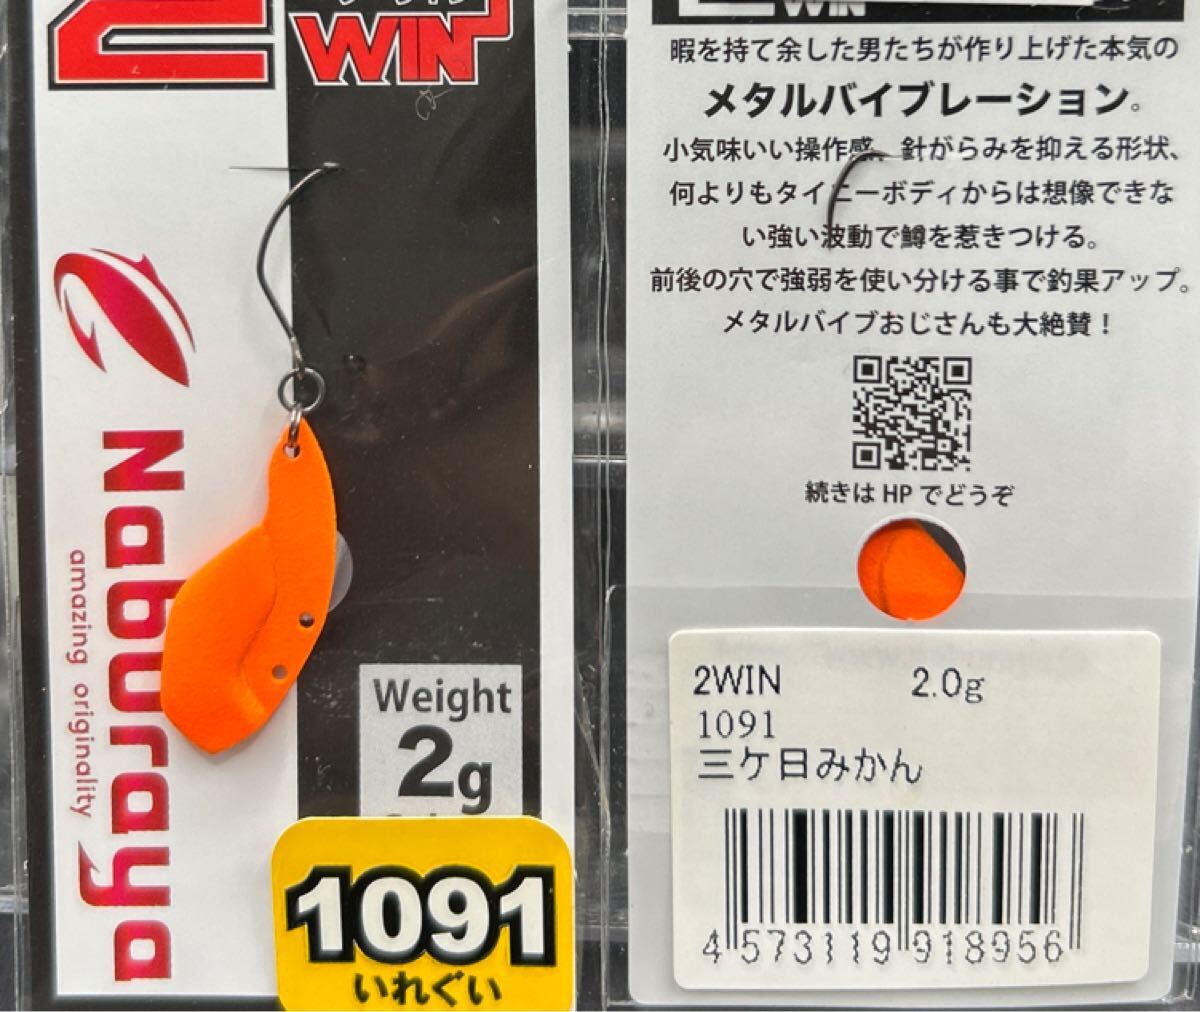 2
WIN
Naburaya
amazing originality
Weight
2g
1091
いれぐい
WIN
暇を持て余した男たちが作り上げた本気の
メタルバイブレーション。
小気味いい操作感、針がらみを抑える形状、
何よりもタイニーボディからは想像できな
い強い波動で鱒を惹きつける。
前後の穴で強弱を使い分ける事で釣果アップ。
メタルバイブおじさんも大絶賛！
続きは HP でどうぞ
2WIN 2.0g
1091
三ケ日みかん
4 573119 918956